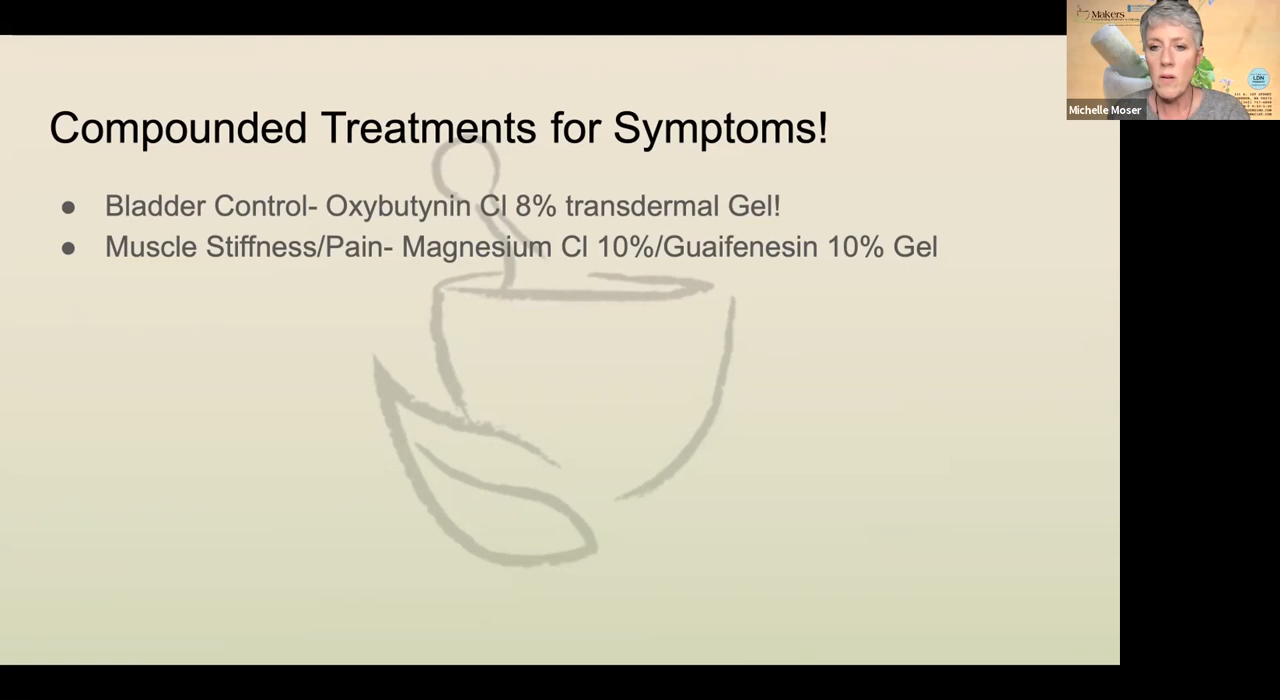 Compounded Treatments for Symptoms!
● Bladder Control- Oxybutynin Cl 8% transdermal Gel!
● Muscle Stiffness/Pain- Magnesium Cl 10%/Guaifenesin 10% Gel
Makers
LDN
Michelle Moser